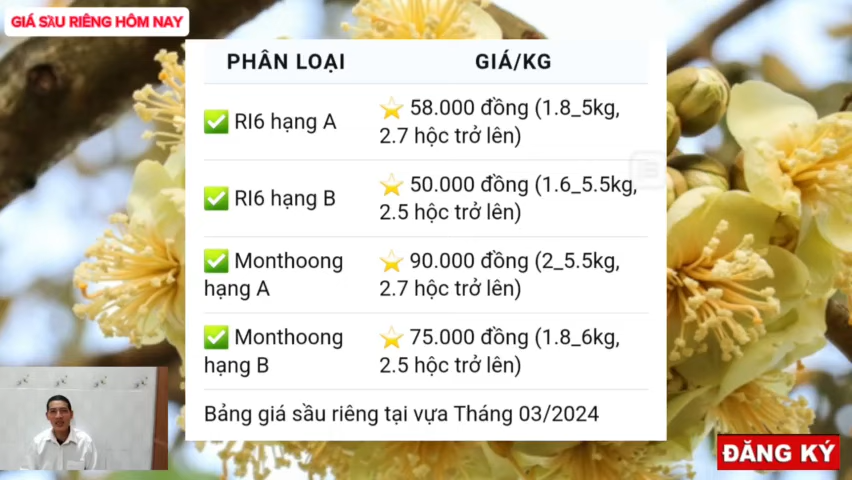 GIÁ SẦU RIÊNG HÔM NAY
PHÂN LOẠI GIÁ/KG
✅ RI6 hạng A ⭐ 58.000 đồng (1.8_5kg,
2.7 hộc trở lên)
✅ RI6 hạng B ⭐ 50.000 đồng (1.6_5.5kg,
2.5 hộc trở lên)
✅ Monthoong ⭐ 90.000 đồng (2_5.5kg,
hạng A 2.7 hộc trở lên)
✅ Monthoong ⭐ 75.000 đồng (1.8_6kg,
hạng B 2.5 hộc trở lên)
Bảng giá sầu riêng tại vựa Tháng 03/2024
ĐĂNG KÝ